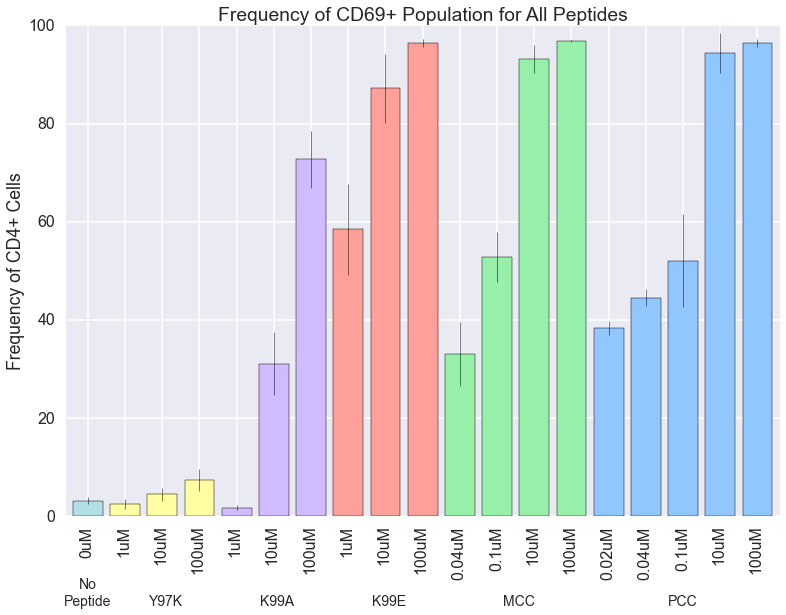 Frequency of CD69+ Population for All Peptides
Frequency of CD4+ Cells
100
80
60
40
20
0
0uM
1uM
10uM
100uM
1uM
10uM
100uM
1uM
10uM
100uM
0.04uM
0.1uM
10uM
100uM
0.02uM
0.04uM
0.1uM
10uM
100uM
No
Peptide
Y97K
K99A
K99E
MCC
PCC